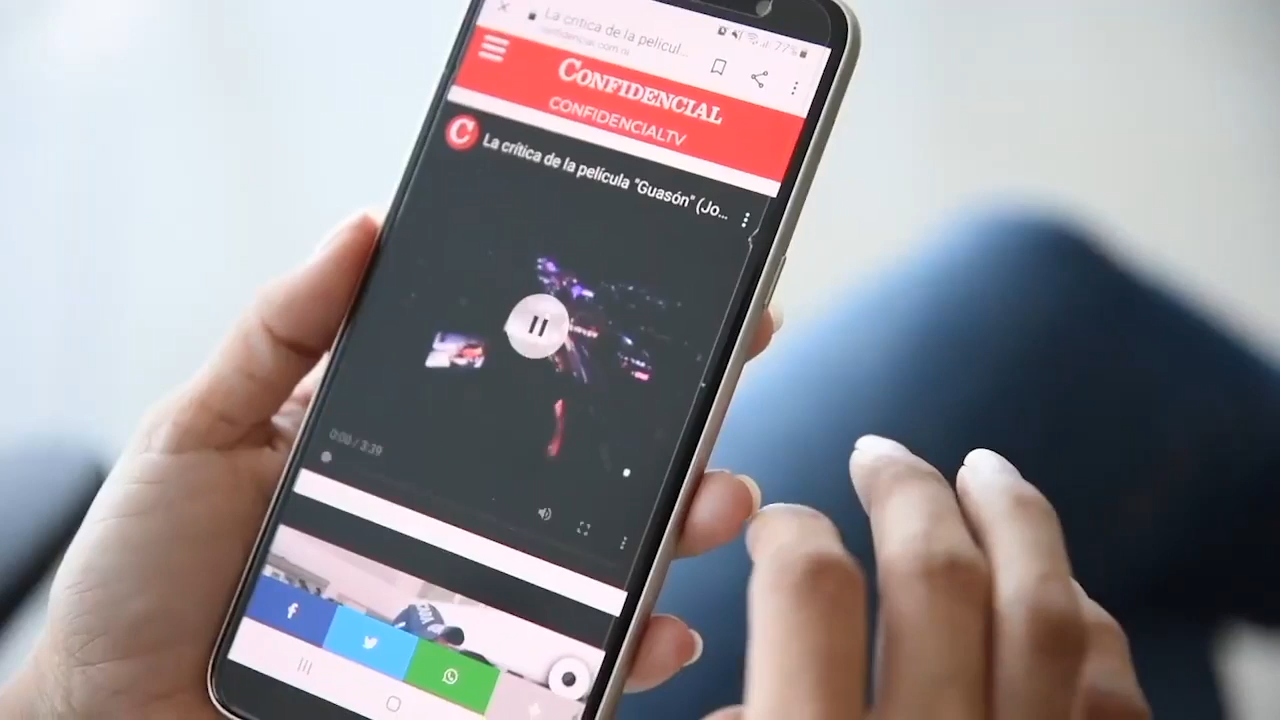 La crítica de la películ...
confidencial.com.ni
77%
CONFIDENCIAL
CONFIDENCIALTV
C
La crítica de la película "Guasón" (Jo...
0:00 / 3:39
f